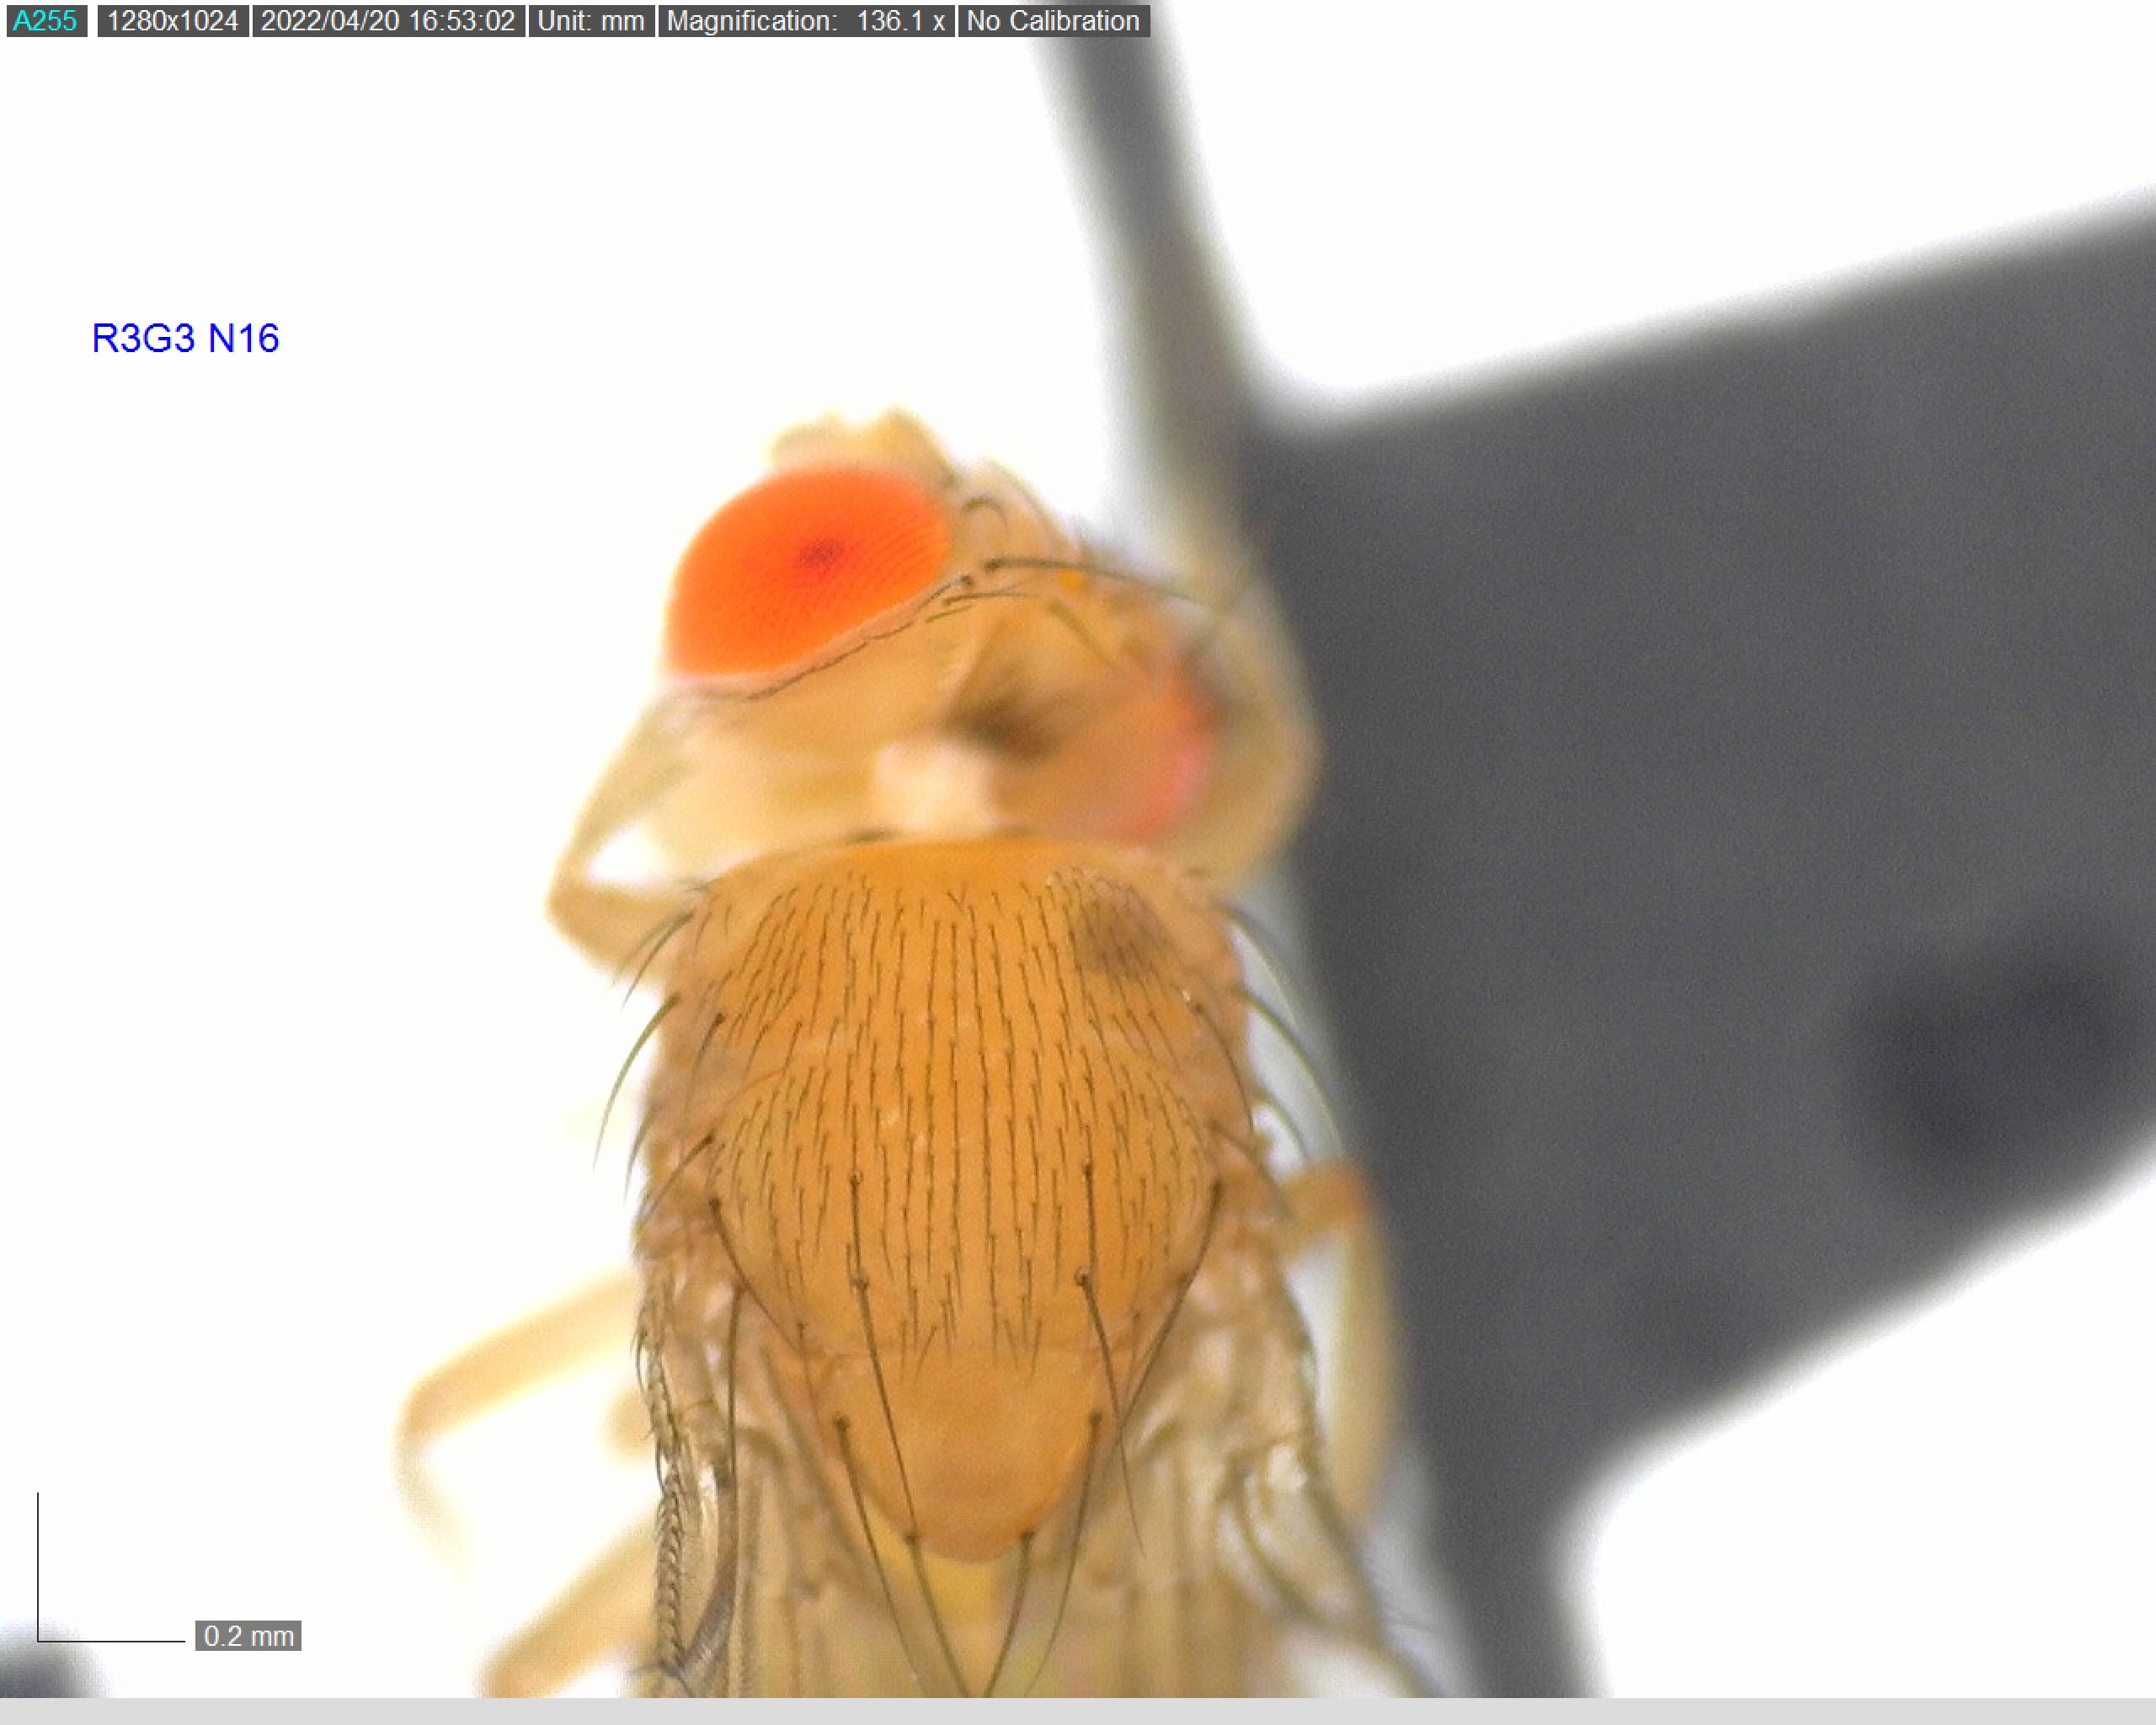 A255 1280x1024 2022/04/20 16:53:02 Unit: mm Magnification: 136.1 x No Calibration
R3G3 N16
0.2 mm